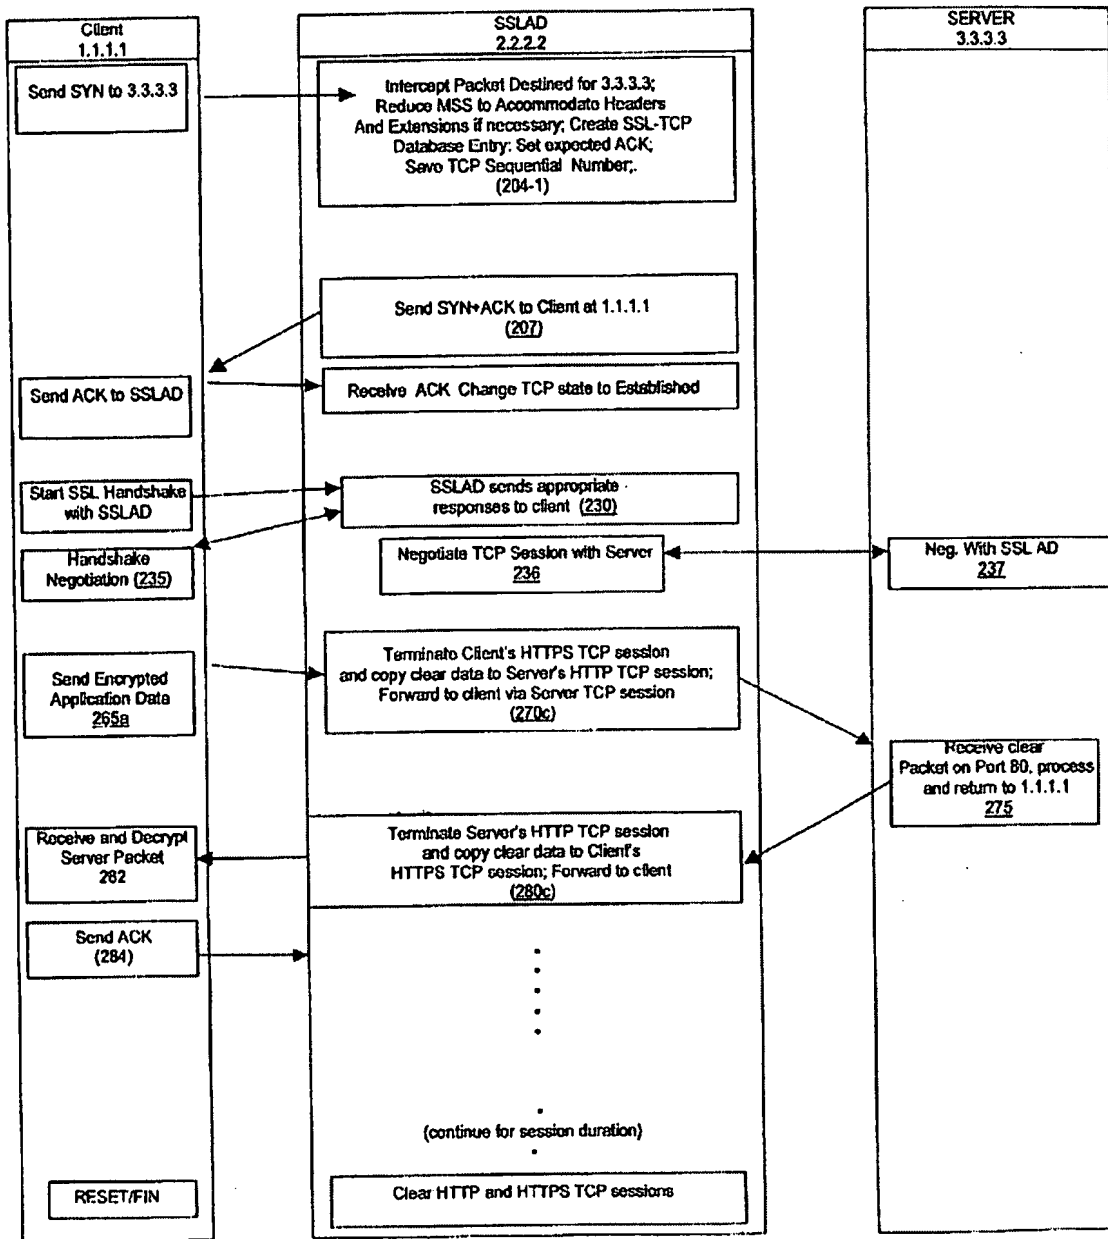 Client
1.1.1.1
SSLAD
2.2.2.2
SERVER
3.3.3.3
Send SYN to 3.3.3.3
Intercept Packet Destined for 3.3.3.3;
Reduce MSS to Accommodate Headers
And Extensions if necessary; Create SSL-TCP
Database Entry; Set expected ACK;
Save TCP Sequential Number;.
(204-1)
Send SYN+ACK to Client at 1.1.1.1
(207)
Send ACK to SSLAD
Receive ACK Change TCP state to Established
Start SSL Handshake
with SSLAD
SSLAD sends appropriate
responses to client (230)
Handshake
Negotiation (235)
Negotiate TCP Session with Server
236
Neg. With SSL AD
237
Send Encrypted
Application Data
265a
Terminate Client's HTTPS TCP session
and copy clear data to Server's HTTP TCP session;
Forward to client via Server TCP session
(270c)
Receive clear
Packet on Port 80, process
and return to 1.1.1.1
275
Receive and Decrypt
Server Packet
282
Terminate Server's HTTP TCP session
and copy clear data to Client's
HTTPS TCP session; Forward to client
(280c)
Send ACK
(284)
(continue for session duration)
RESET/FIN
Clear HTTP and HTTPS TCP sessions